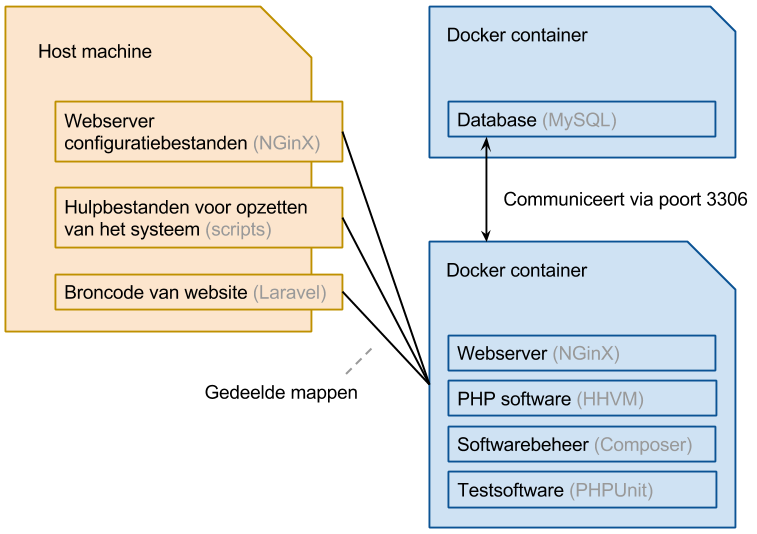 Host machine
Webserver
configuratiebestanden (NGinX)
Hulpbestanden voor opzetten
van het systeem (scripts)
Broncode van website (Laravel)
Gedeelde mappen
Docker container
Database (MySQL)
Communiceert via poort 3306
Docker container
Webserver (NGinX)
PHP software (HHVM)
Softwarebeheer (Composer)
Testsoftware (PHPUnit)